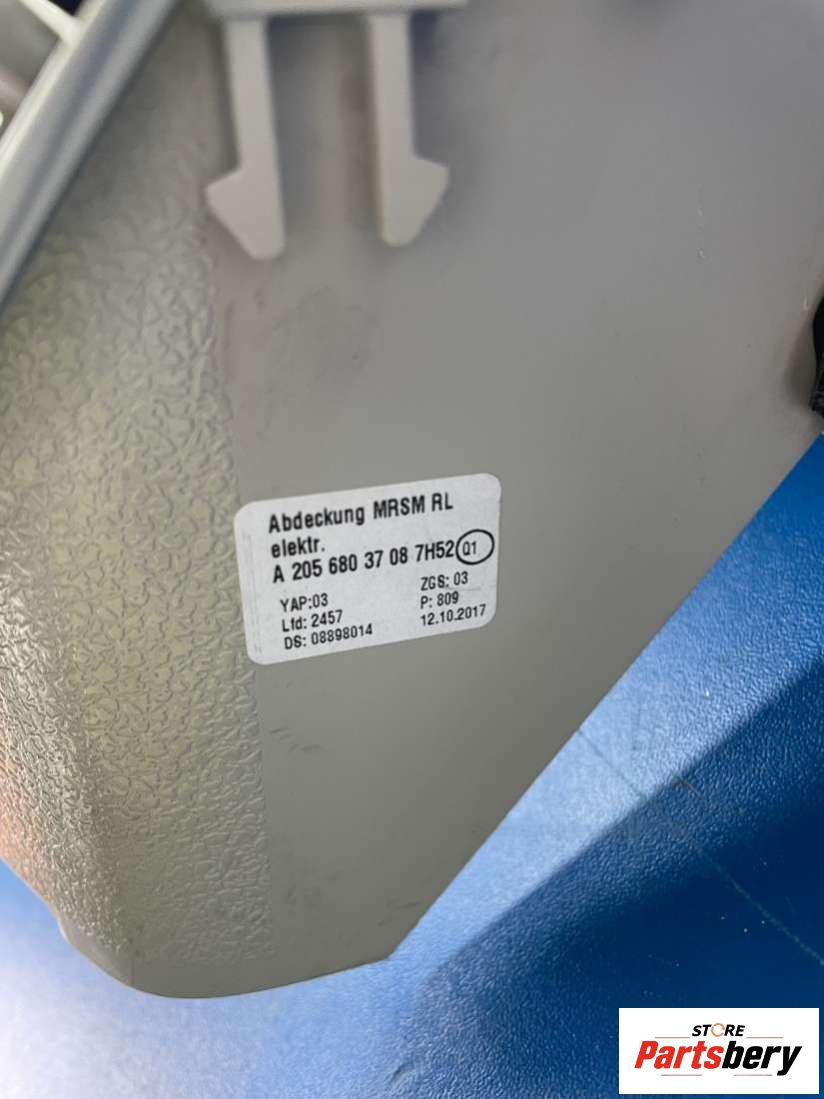 Abdeckung MRSM RL
elektr.
A 205 680 37 08 7H52 Q1
YAP:03 ZGS: 03
Lfd: 2457 P: 809
DS: 08898014 12.10.2017
STORE
Partsbery